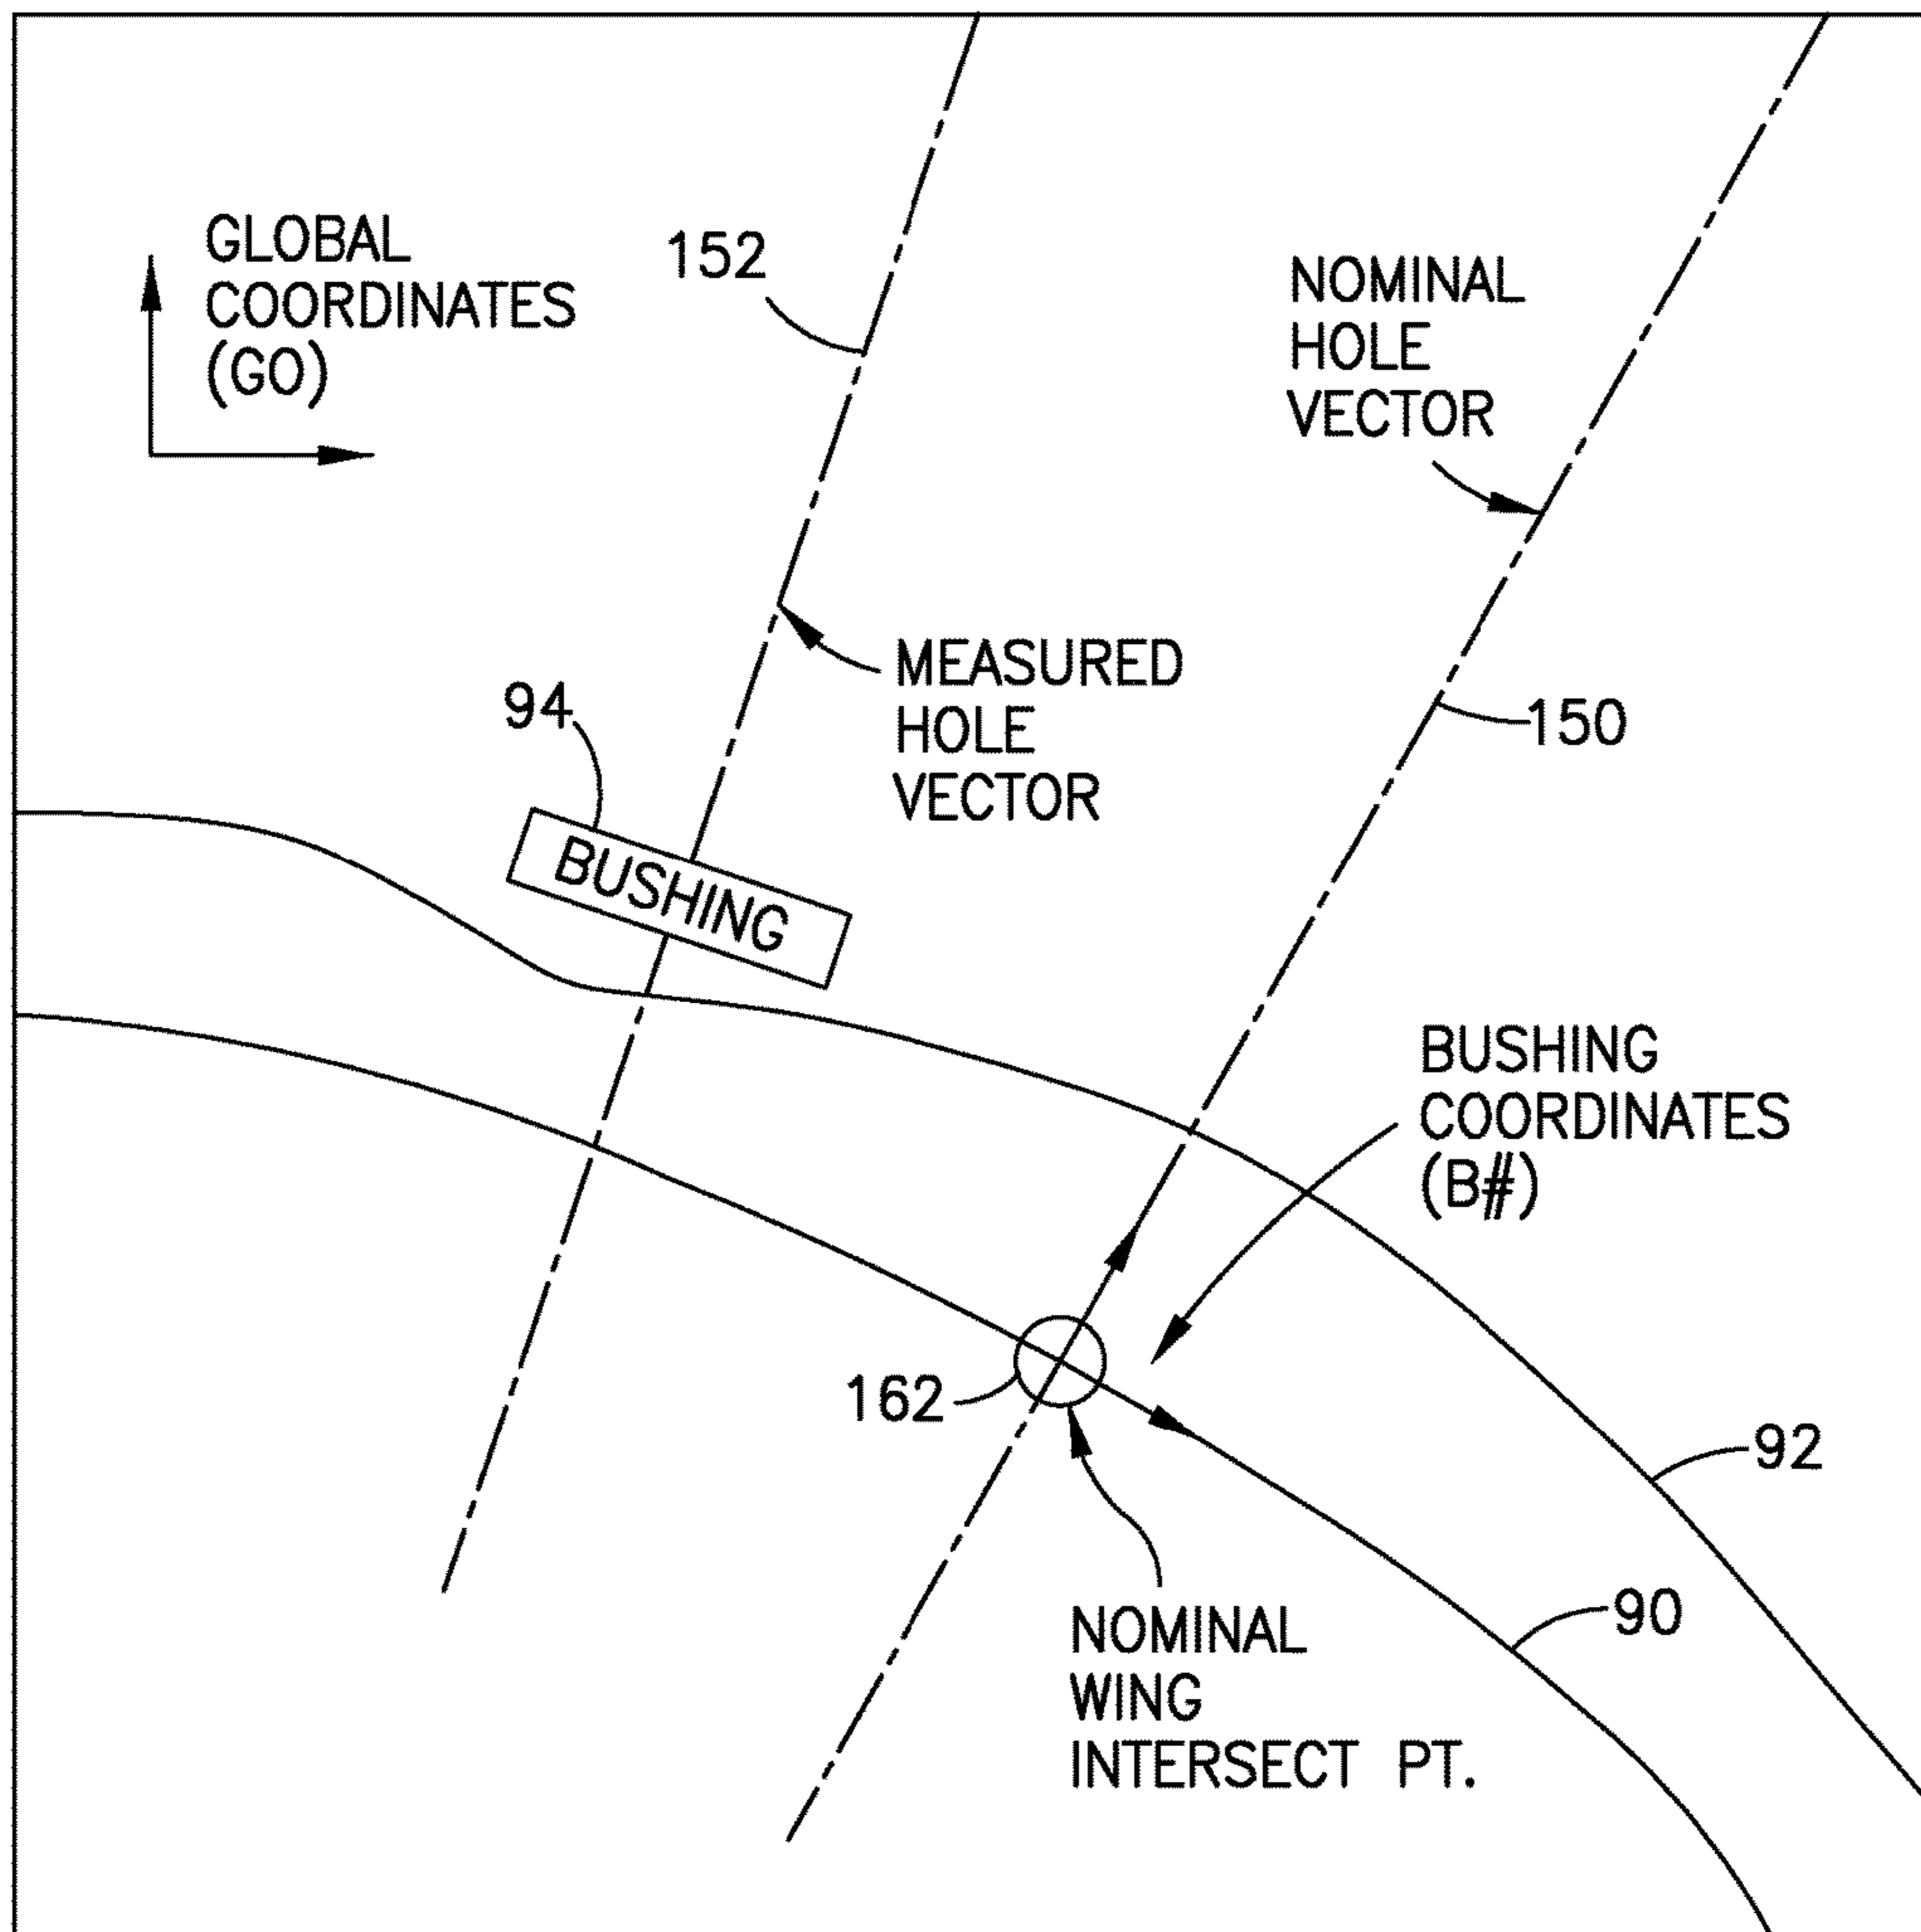 GLOBAL
COORDINATES
(GO)
152
NOMINAL
HOLE
VECTOR
MEASURED
HOLE
VECTOR
94
150
BUSHING
BUSHING
COORDINATES
(B#)
162
92
90
NOMINAL
WING
INTERSECT PT.